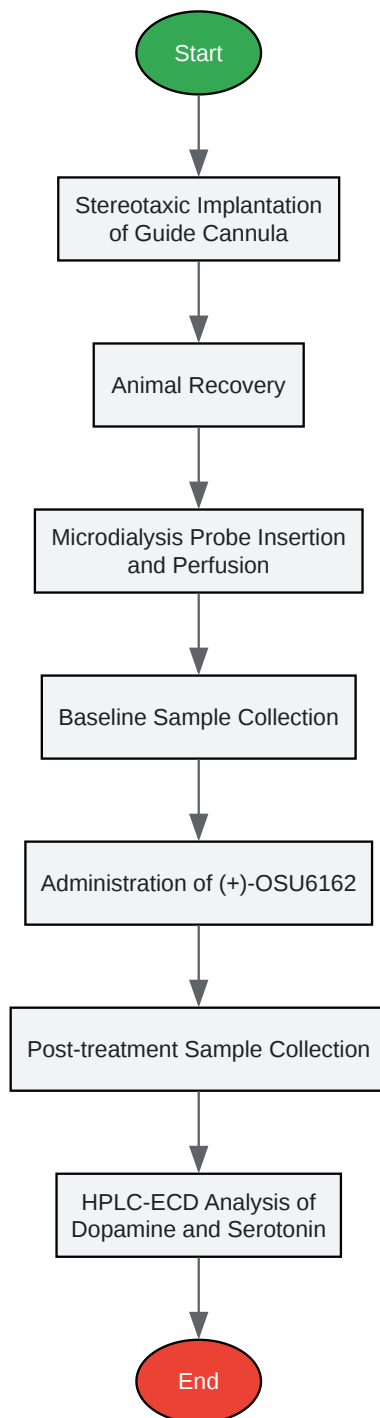 Start
Stereotaxic Implantation
of Guide Cannula
Animal Recovery
Microdialysis Probe Insertion
and Perfusion
Baseline Sample Collection
Administration of (+)-OSU6162
Post-treatment Sample Collection
HPLC-ECD Analysis of
Dopamine and Serotonin
End